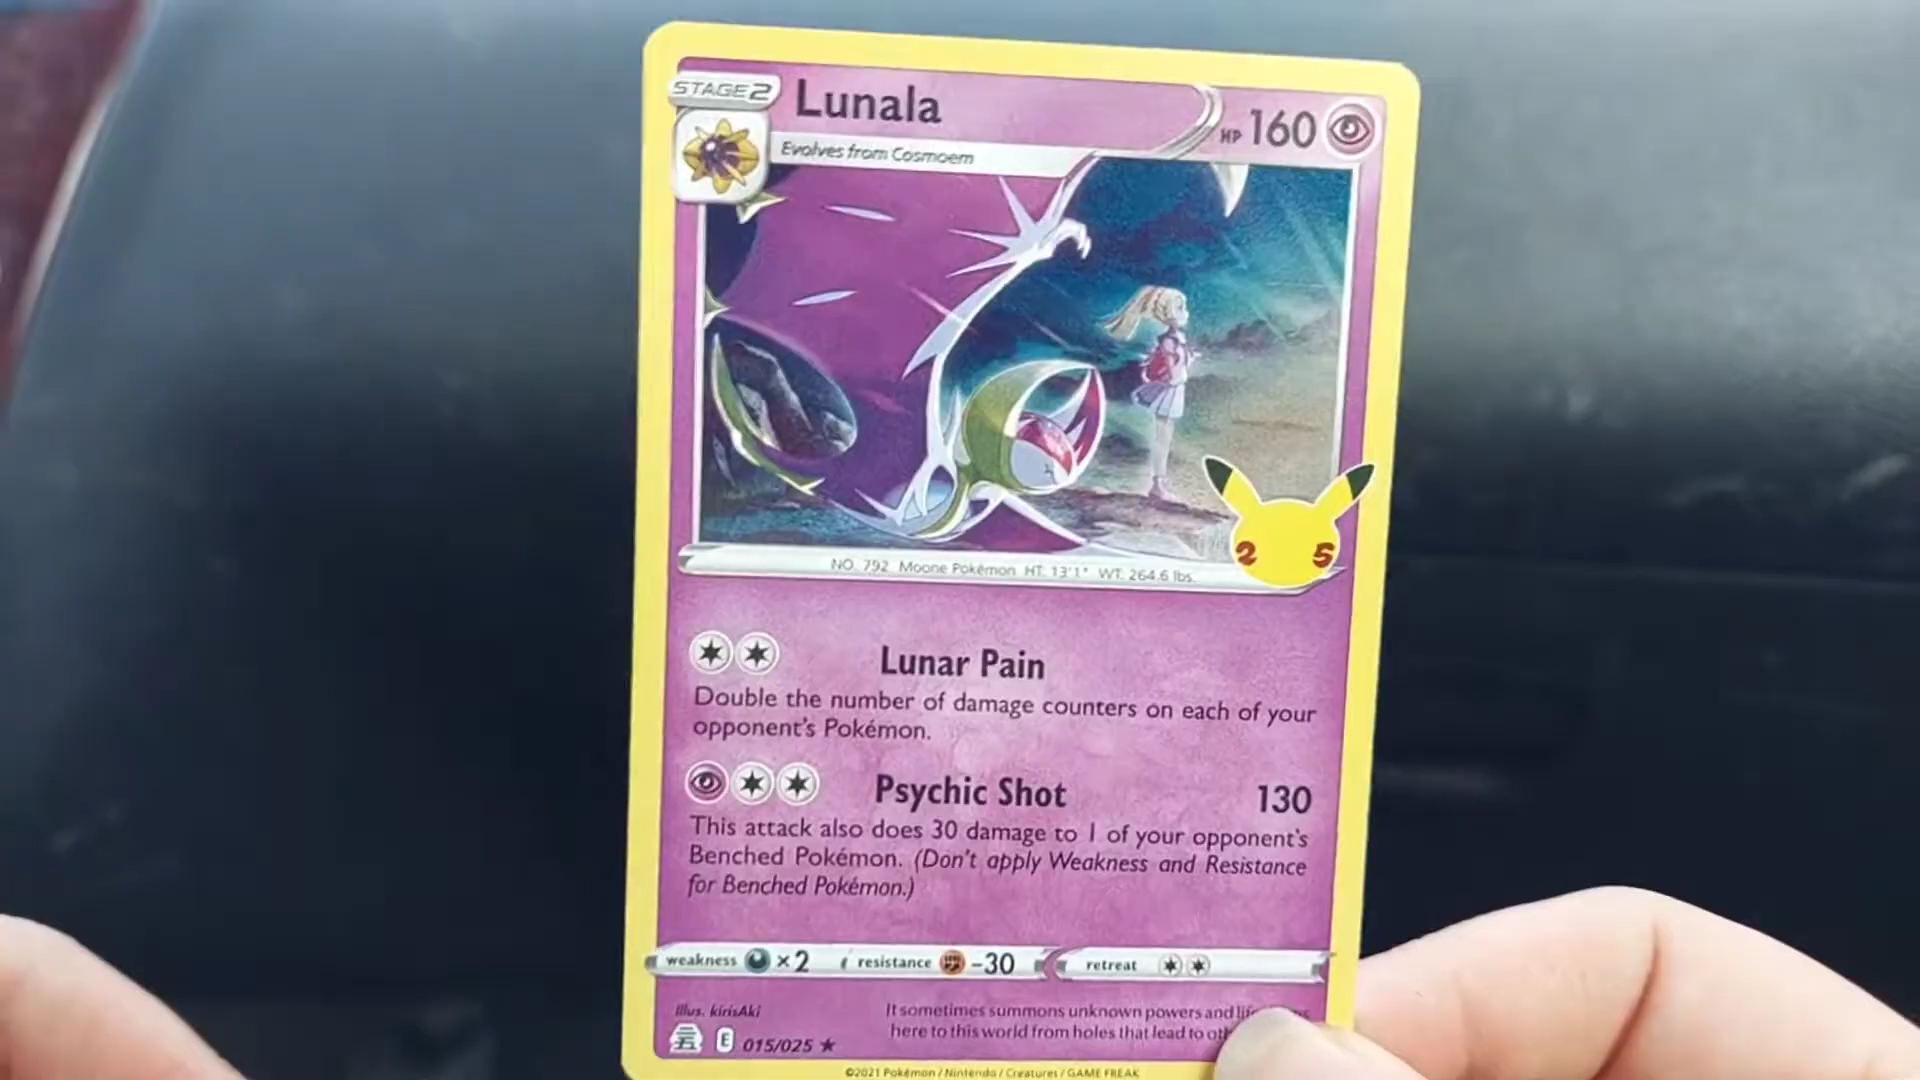 STAGE2
Lunala
HP 160
Evolves from Cosmoem
2 5
NO. 792 Moone Pokémon HT: 13'1" WT: 264.6 lbs.
Lunar Pain
Double the number of damage counters on each of your
opponent's Pokémon.
Psychic Shot 130
This attack also does 30 damage to 1 of your opponent's
Benched Pokémon. (Don't apply Weakness and Resistance
for Benched Pokémon.)
weakness ×2 resistance -30 retreat
Illus. kirisAki
It sometimes summons unknown powers and
here to this world from holes that lead to
E 015/025 ★
©2021 Pokémon / Nintendo / Creatures / GAME FREAK